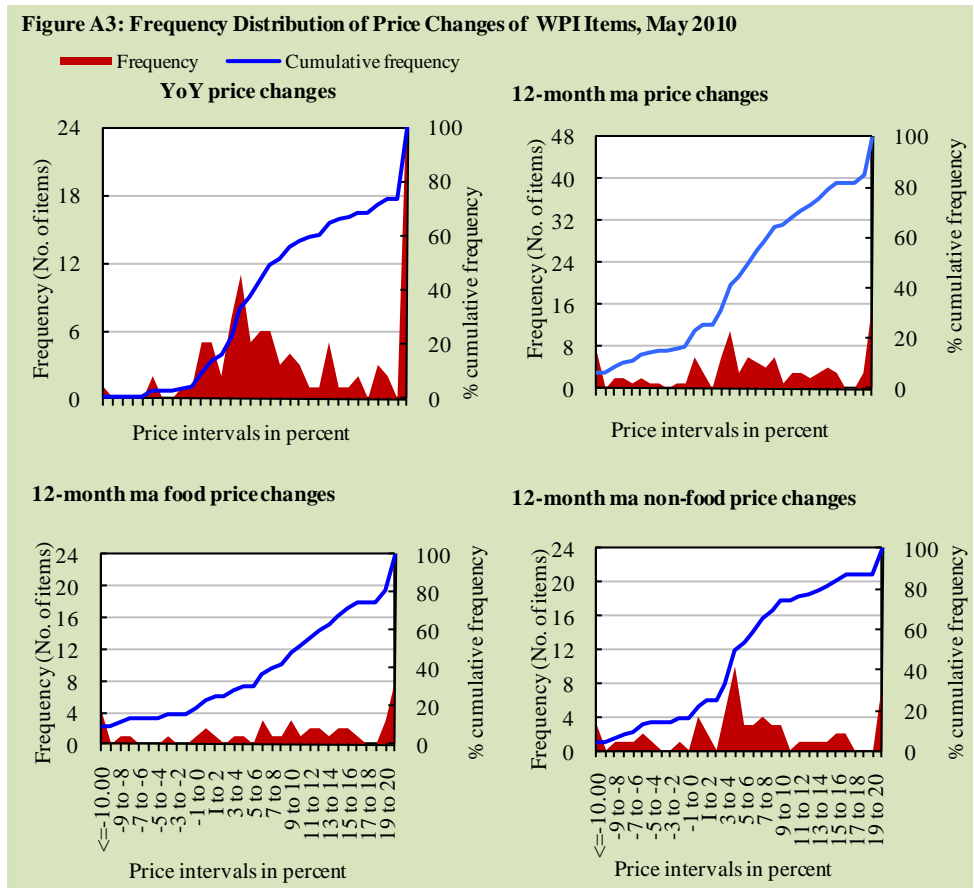 Figure A3: Frequency Distribution of Price Changes of WPI Items, May 2010
Frequency
Cumulative frequency
YoY price changes
Frequency (No. of items)
24
18
12
6
0
100
80
60
40
20
0
% cumulative frequency
Price intervals in percent
12-month ma price changes
Frequency (No. of items)
48
40
32
24
16
8
0
100
80
60
40
20
0
% cumulative frequency
Price intervals in percent
12-month ma food price changes
Frequency (No. of items)
24
20
16
12
8
4
0
100
80
60
40
20
0
% cumulative frequency
<=-10.00
-9 to -8
-7 to -6
-5 to -4
-3 to -2
-1 to 0
I to 2
3 to 4
5 to 6
7 to 8
9 to 10
11 to 12
13 to 14
15 to 16
17 to 18
19 to 20
Price intervals in percent
12-month ma non-food price changes
Frequency (No. of items)
24
20
16
12
8
4
0
100
80
60
40
20
0
% cumulative frequency
<=-10.00
-9 to -8
-7 to -6
-5 to -4
-3 to -2
-1 to 0
I to 2
3 to 4
5 to 6
7 to 8
9 to 10
11 to 12
13 to 14
15 to 16
17 to 18
19 to 20
Price intervals in percent